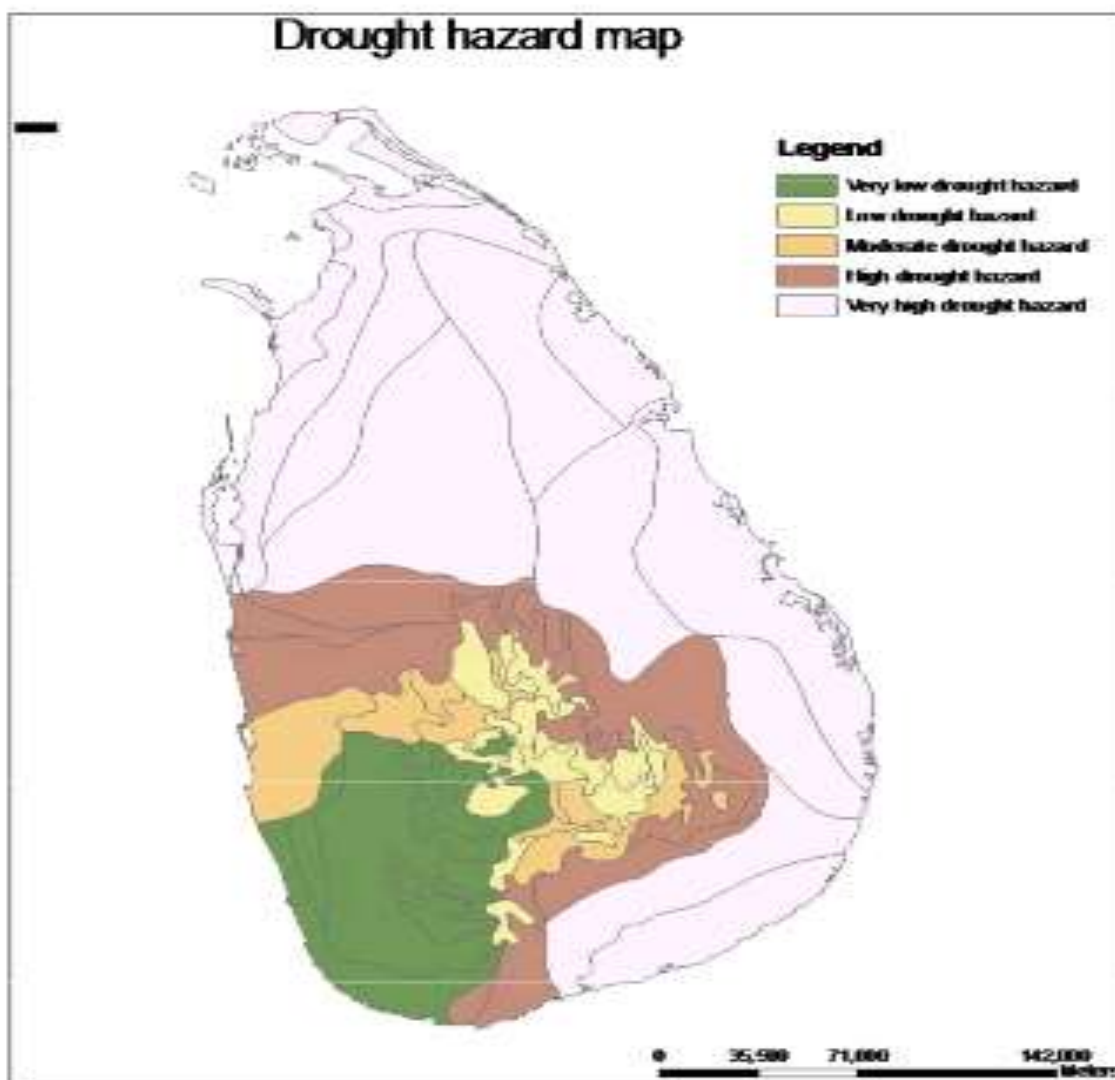 Drought hazard map
Legend
Very low drought hazard
Low drought hazard
Moderate drought hazard
High drought hazard
Very high drought hazard
0 35,500 71,000 142,000
Meters